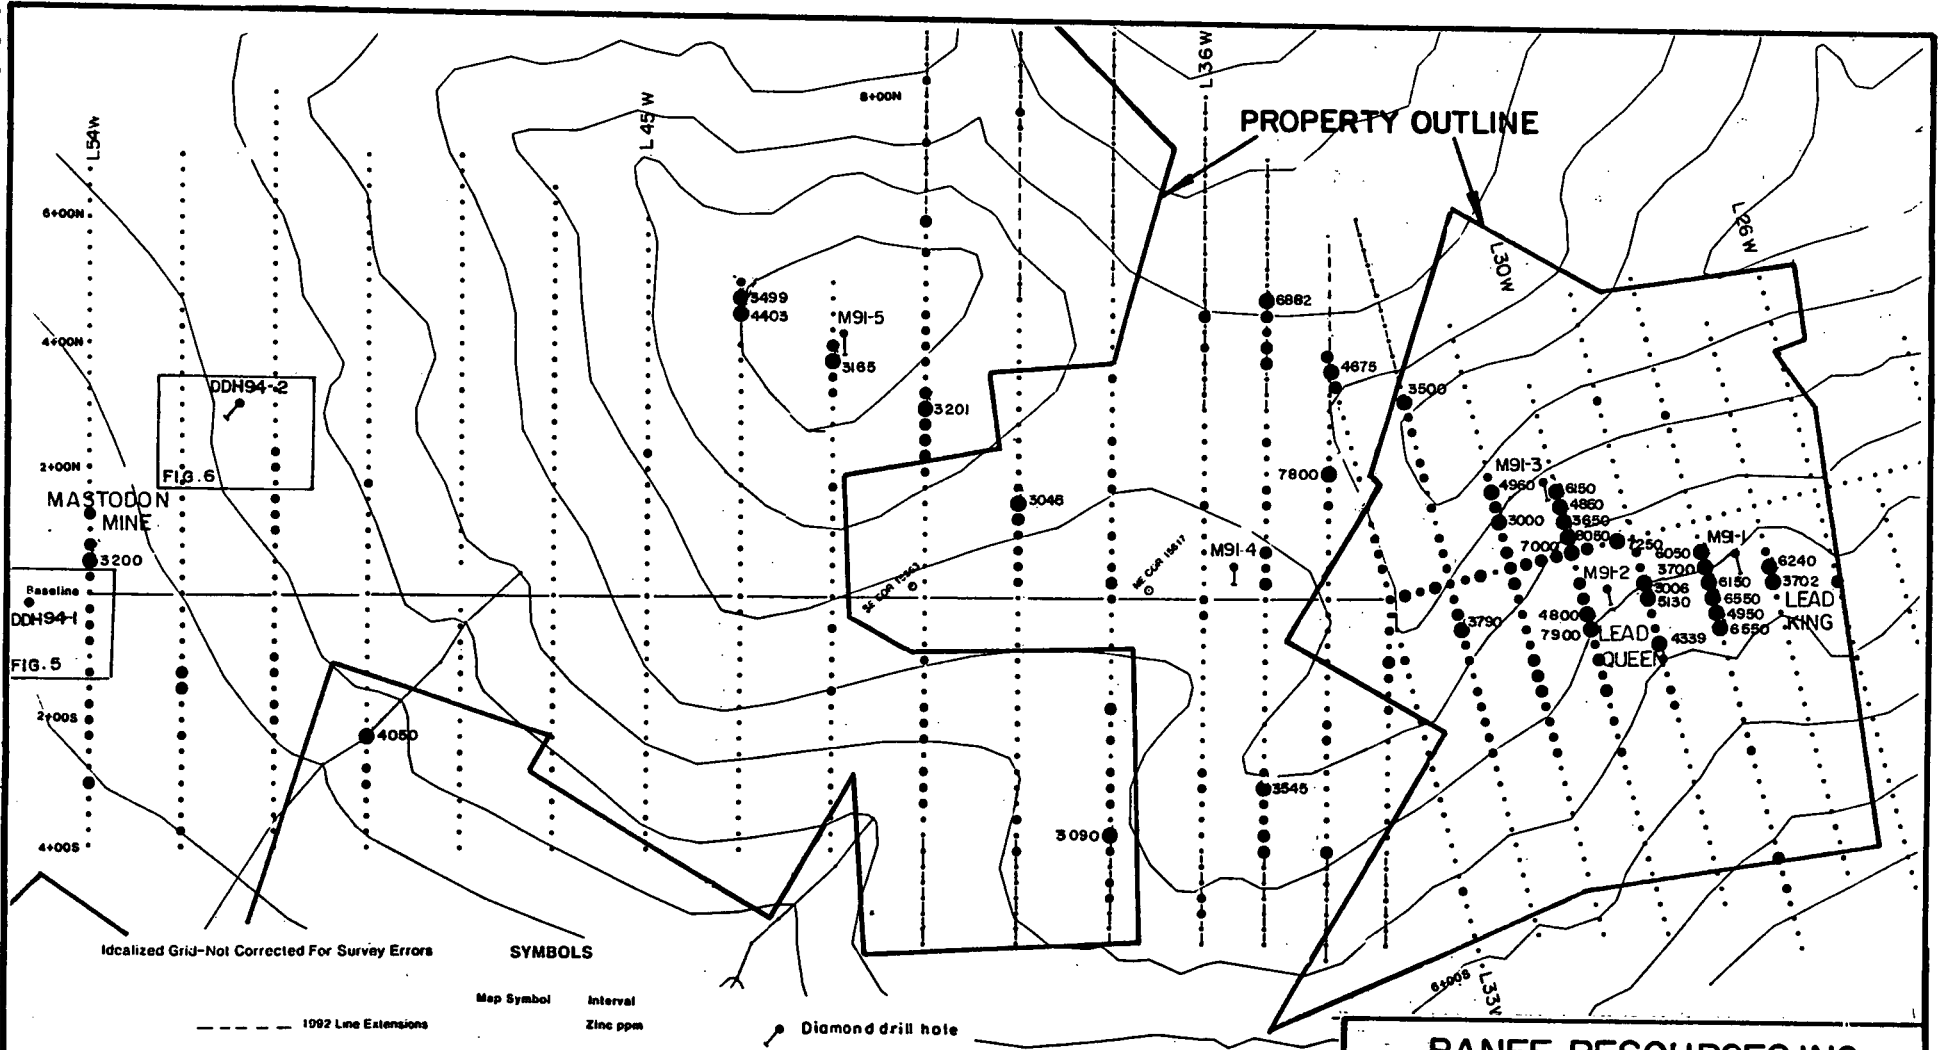 L36W
8+00N
L45W
L54W
PROPERTY OUTLINE
6+00N
L26W
L30W
3499
4403
M91-5
3165
6882
4+00N
4675
DDH94-2
3500
3201
2+00N
FIG.6
7800
M91-3
4960
6150
MASTODON
MINE
3045
4860
3000
3650
8050
7000
7250
M91-4
M91-1
6050
3200
NE COR 15617
3700
6240
M91-2
6150
3702
Baseline
3006
5130
6550
LEAD
KING
DDH94-1
4800
4950
3790
7900
6550
LEAD
QUEEN
4339
FIG.5
2+00S
4050
3545
3090
4+00S
Idealized Grid-Not Corrected For Survey Errors
SYMBOLS
6+00S
L33W
Map Symbol
Interval
1992 Line Extensions
Zinc ppm
Diamond drill hole